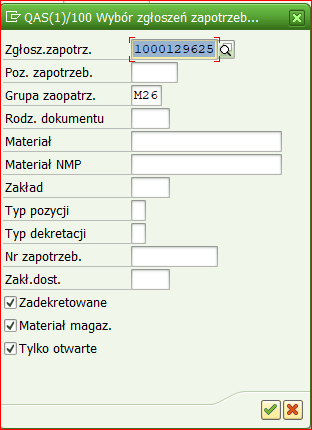 QAS(1)/100 Wybór zgłoszeń zapotrzeb...
Zgłosz.zapotrz. 1000129625
Poz. zapotrzeb.
Grupa zaopatrz. M26
Rodz. dokumentu
Materiał
Materiał NMP
Zakład
Typ pozycji
Typ dekretacji
Nr zapotrzeb.
Zakł.dost.
Zadekretowane
Materiał magaz.
Tylko otwarte